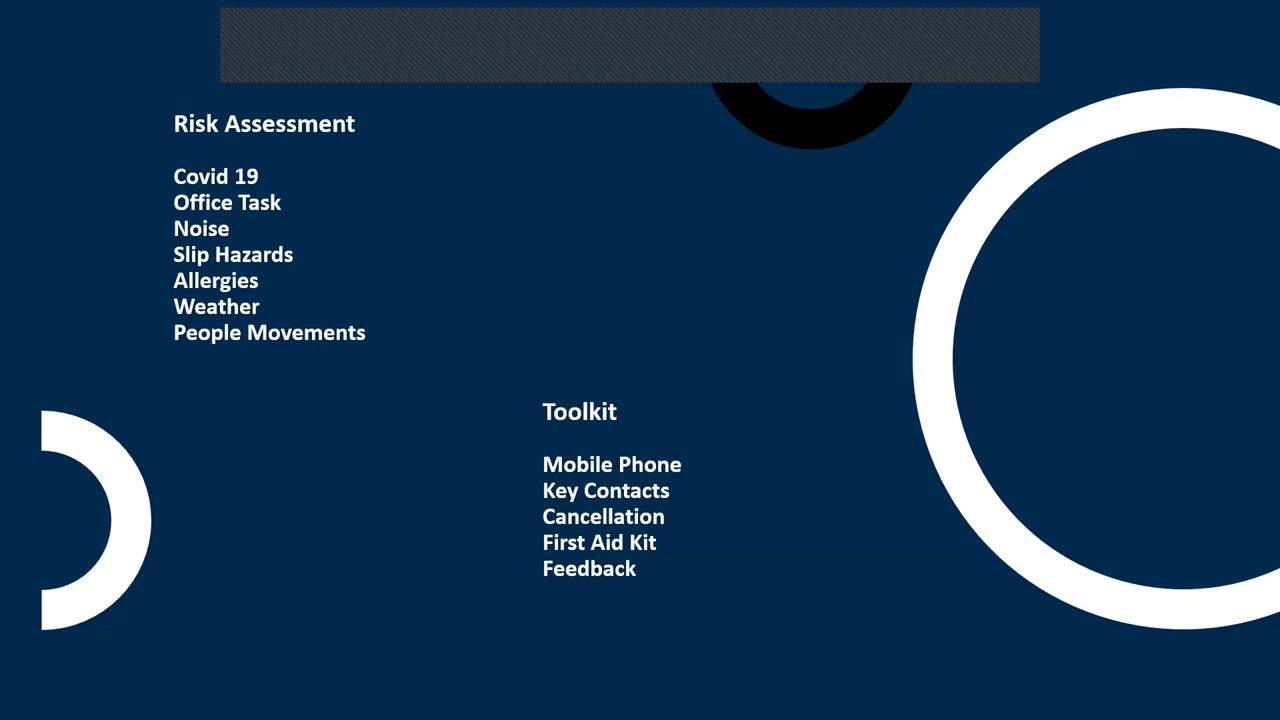 Risk Assessment
Covid 19
Office Task
Noise
Slip Hazards
Allergies
Weather
People Movements
Toolkit
Mobile Phone
Key Contacts
Cancellation
First Aid Kit
Feedback